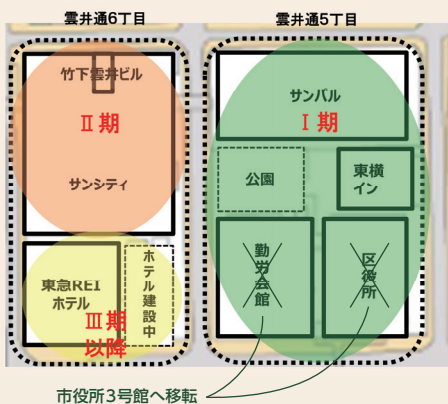 雲井通6丁目
雲井通5丁目
竹下雲井ビル
Ⅱ期
サンシティ
東急REI
ホテル
Ⅲ期
以降
ホテル建設中
サンパル
Ⅰ期
公園
東横
イン
勤労会館
区役所
市役所3号館へ移転